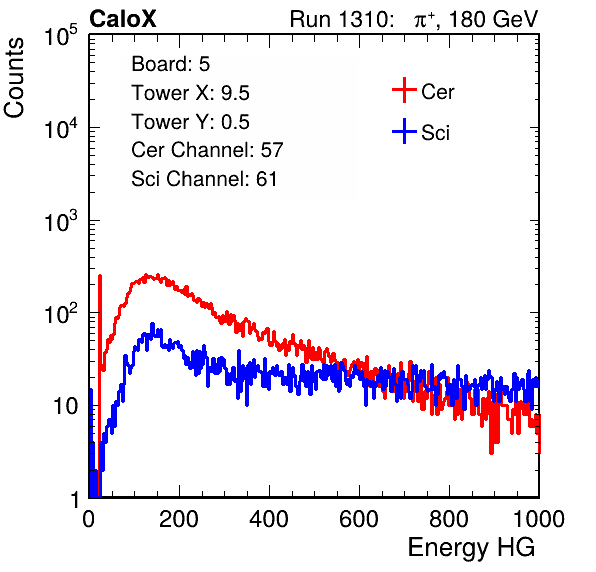 CaloX Run 1310: π⁺, 180 GeV
Counts
10⁵
10⁴
10³
10²
10
1
Board: 5
Tower X: 9.5
Tower Y: 0.5
Cer Channel: 57
Sci Channel: 61
Cer
Sci
0 200 400 600 800 1000
Energy HG